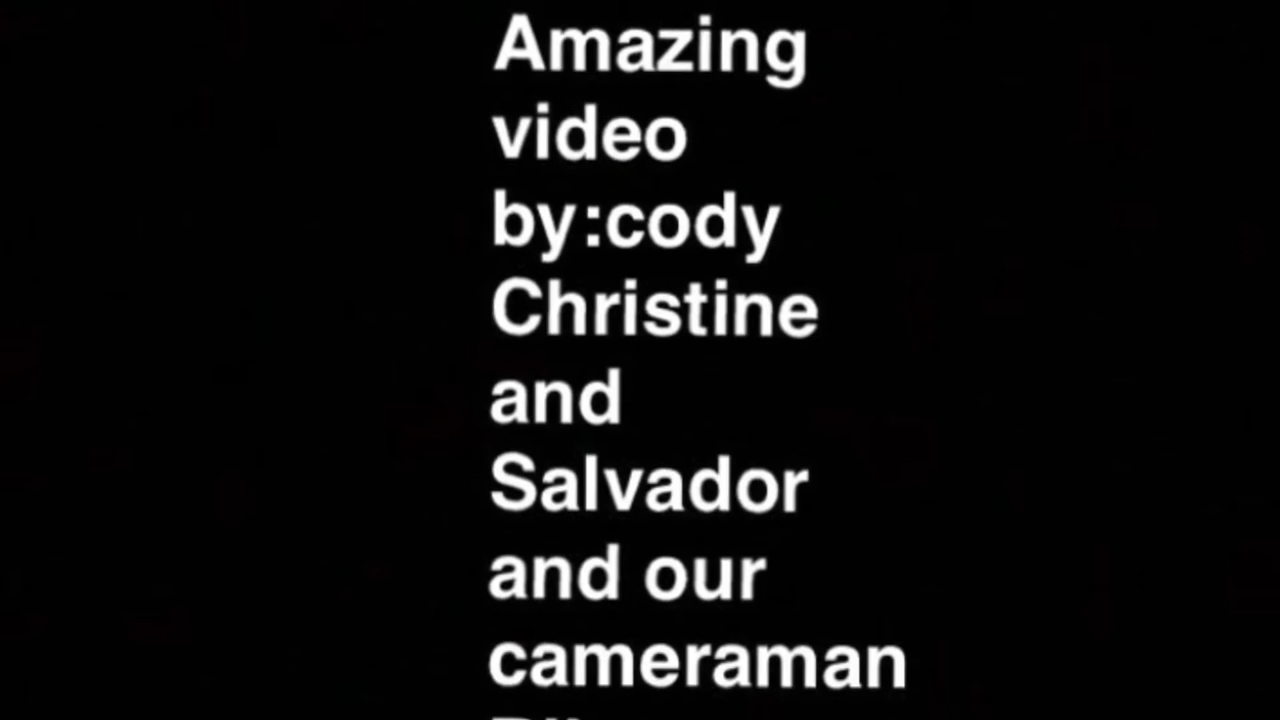 Amazing
video
by:cody
Christine
and
Salvador
and our
cameraman